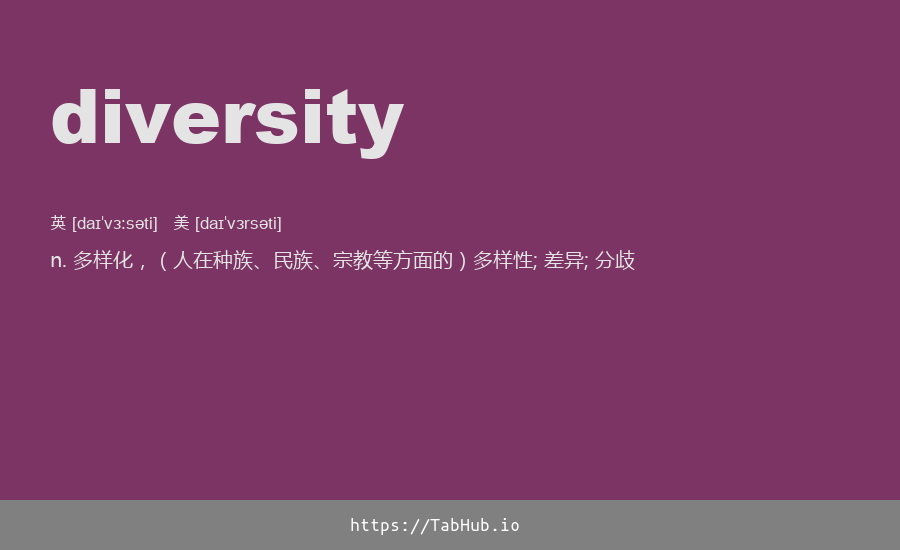 diversity
英 [daɪˈvɜːsəti] 美 [daɪˈvɜrsəti]
n. 多样化，（人在种族、民族、宗教等方面的）多样性; 差异; 分歧
https://TabHub.io